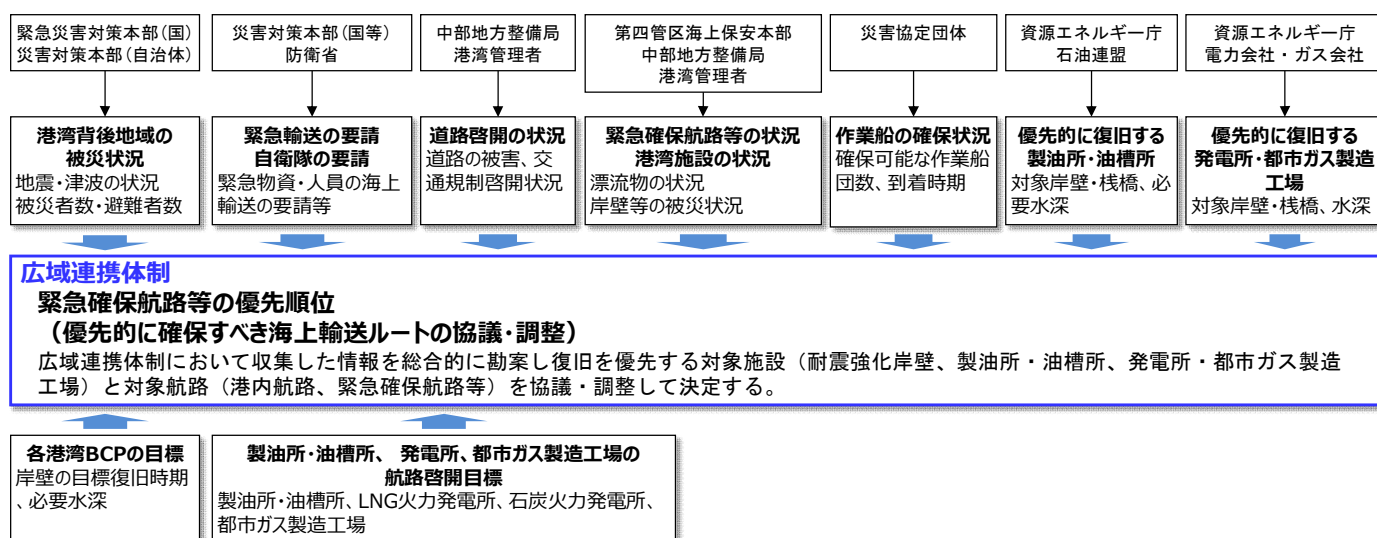 緊急災害対策本部(国)
災害対策本部(自治体)
災害対策本部(国等)
防衛省
中部地方整備局
港湾管理者
第四管区海上保安本部
中部地方整備局
港湾管理者
災害協定団体
資源エネルギー庁
石油連盟
資源エネルギー庁
電力会社・ガス会社
港湾背後地域の
被災状況
地震・津波の状況
被災者数・避難者数
緊急輸送の要請
自衛隊の要請
緊急物資・人員の海上
輸送の要請等
道路啓開の状況
道路の被害、交
通規制啓開状況
緊急確保航路等の状況
港湾施設の状況
漂流物の状況
岸壁等の被災状況
作業船の確保状況
確保可能な作業船
団数、到着時期
優先的に復旧する
製油所・油槽所
対象岸壁・桟橋、必
要水深
優先的に復旧する
発電所・都市ガス製造
工場
対象岸壁・桟橋、水深
広域連携体制
緊急確保航路等の優先順位
（優先的に確保すべき海上輸送ルートの協議・調整）
広域連携体制において収集した情報を総合的に勘案し復旧を優先する対象施設（耐震強化岸壁、製油所・油槽所、発電所・都市ガス製造
工場）と対象航路（港内航路、緊急確保航路等）を協議・調整して決定する。
各港湾BCPの目標
岸壁の目標復旧時期
、必要水深
製油所・油槽所、 発電所、都市ガス製造工場の
航路啓開目標
製油所・油槽所、LNG火力発電所、石炭火力発電所、
都市ガス製造工場